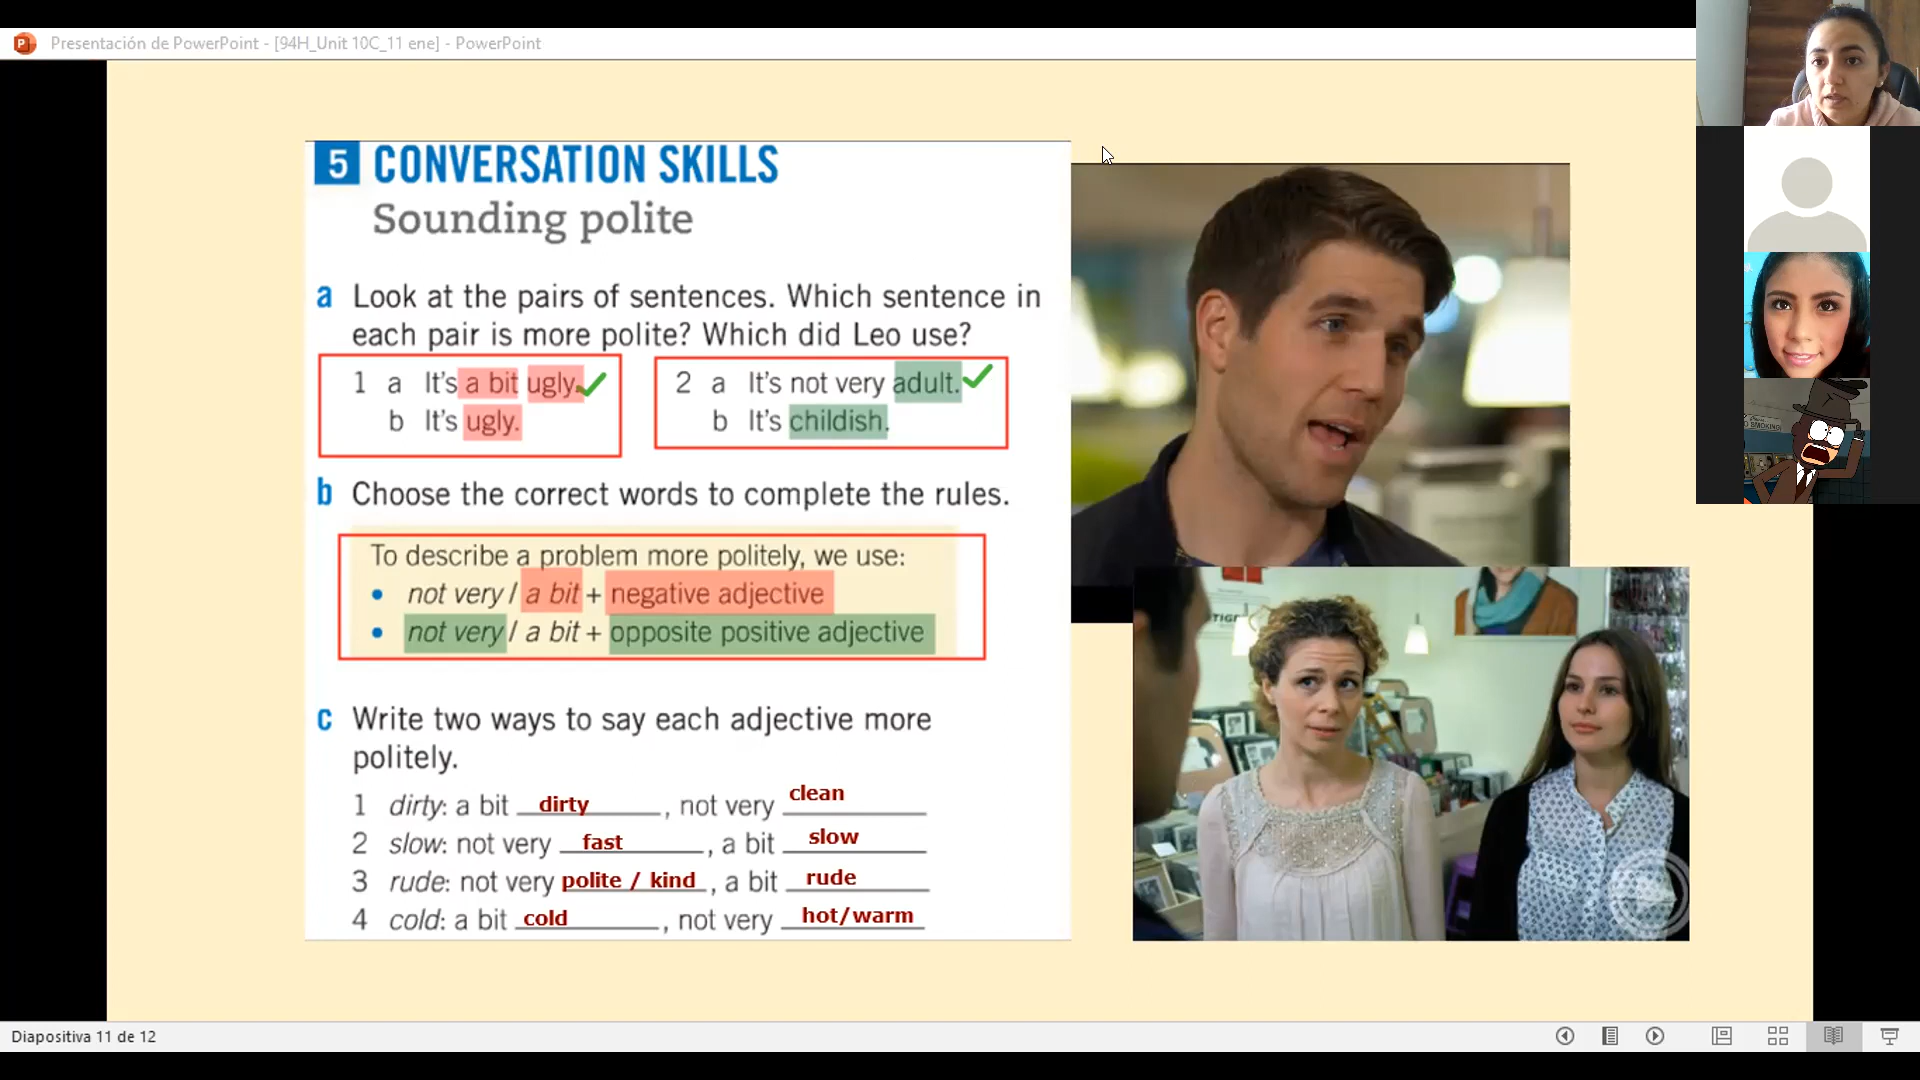 Presentación de PowerPoint - [94H_Unit 10C_11 ene] - PowerPoint
5 CONVERSATION SKILLS
Sounding polite
a Look at the pairs of sentences. Which sentence in
each pair is more polite? Which did Leo use?
1 a It's a bit ugly.
b It's ugly.
2 a It's not very adult.
b It's childish.
b Choose the correct words to complete the rules.
To describe a problem more politely, we use:
• not very / a bit + negative adjective
• not very / a bit + opposite positive adjective
c Write two ways to say each adjective more
politely.
1 dirty: a bit dirty, not very clean
2 slow: not very fast, a bit slow
3 rude: not very polite / kind, a bit rude
4 cold: a bit cold, not very hot/warm
Diapositiva 11 de 12